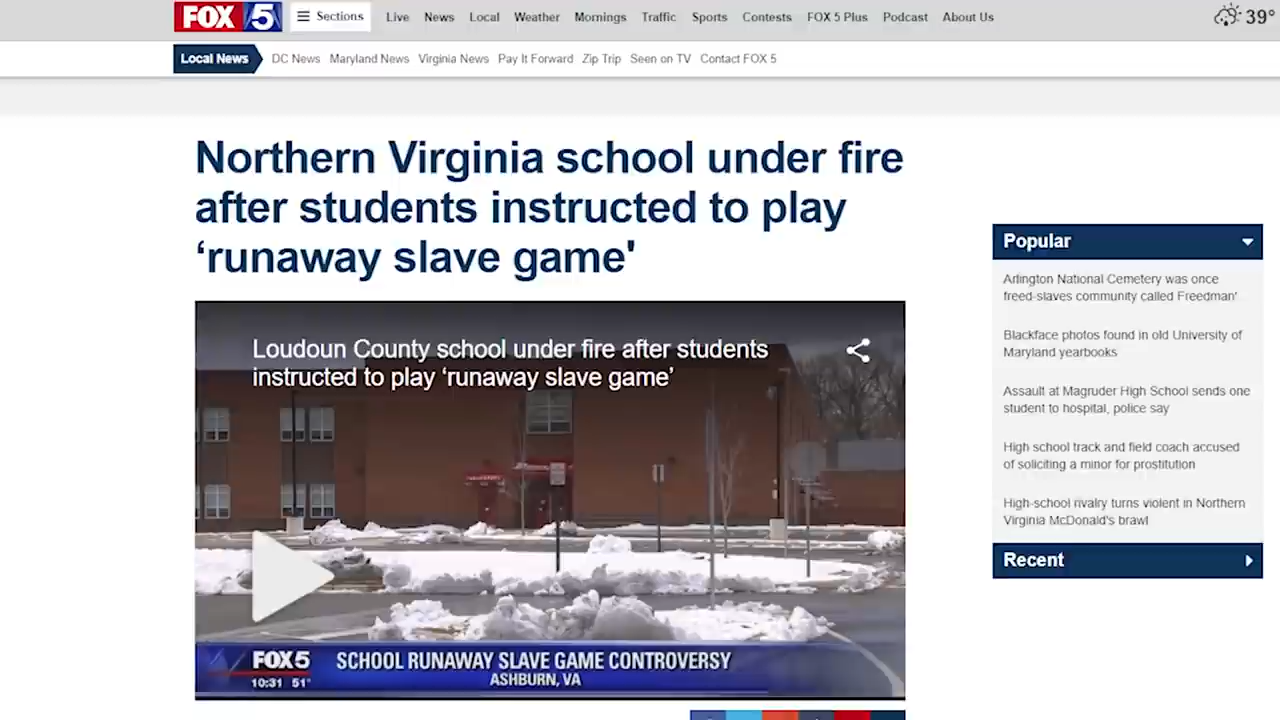 FOX 5
Sections
Live News Local Weather Mornings Traffic Sports Contests FOX 5 Plus Podcast About Us
39°
Local News
DC News Maryland News Virginia News Pay It Forward Zip Trip Seen on TV Contact FOX 5
Northern Virginia school under fire
after students instructed to play
‘runaway slave game'
Loudoun County school under fire after students
instructed to play ‘runaway slave game’
FOX 5
10:31 51°
SCHOOL RUNAWAY SLAVE GAME CONTROVERSY
ASHBURN, VA
Popular
Arlington National Cemetery was once
freed-slaves community called Freedman'
Blackface photos found in old University of
Maryland yearbooks
Assault at Magruder High School sends one
student to hospital, police say
High school track and field coach accused
of soliciting a minor for prostitution
High-school rivalry turns violent in Northern
Virginia McDonald's brawl
Recent